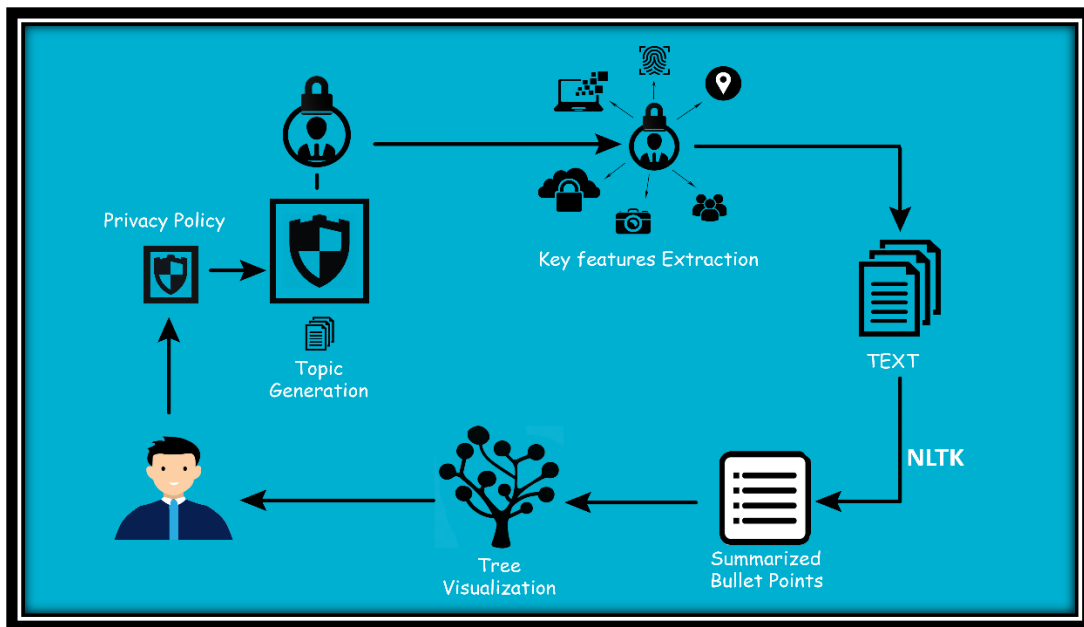 Privacy Policy
Topic
Generation
Key features Extraction
TEXT
NLTK
Summarized
Bullet Points
Tree
Visualization